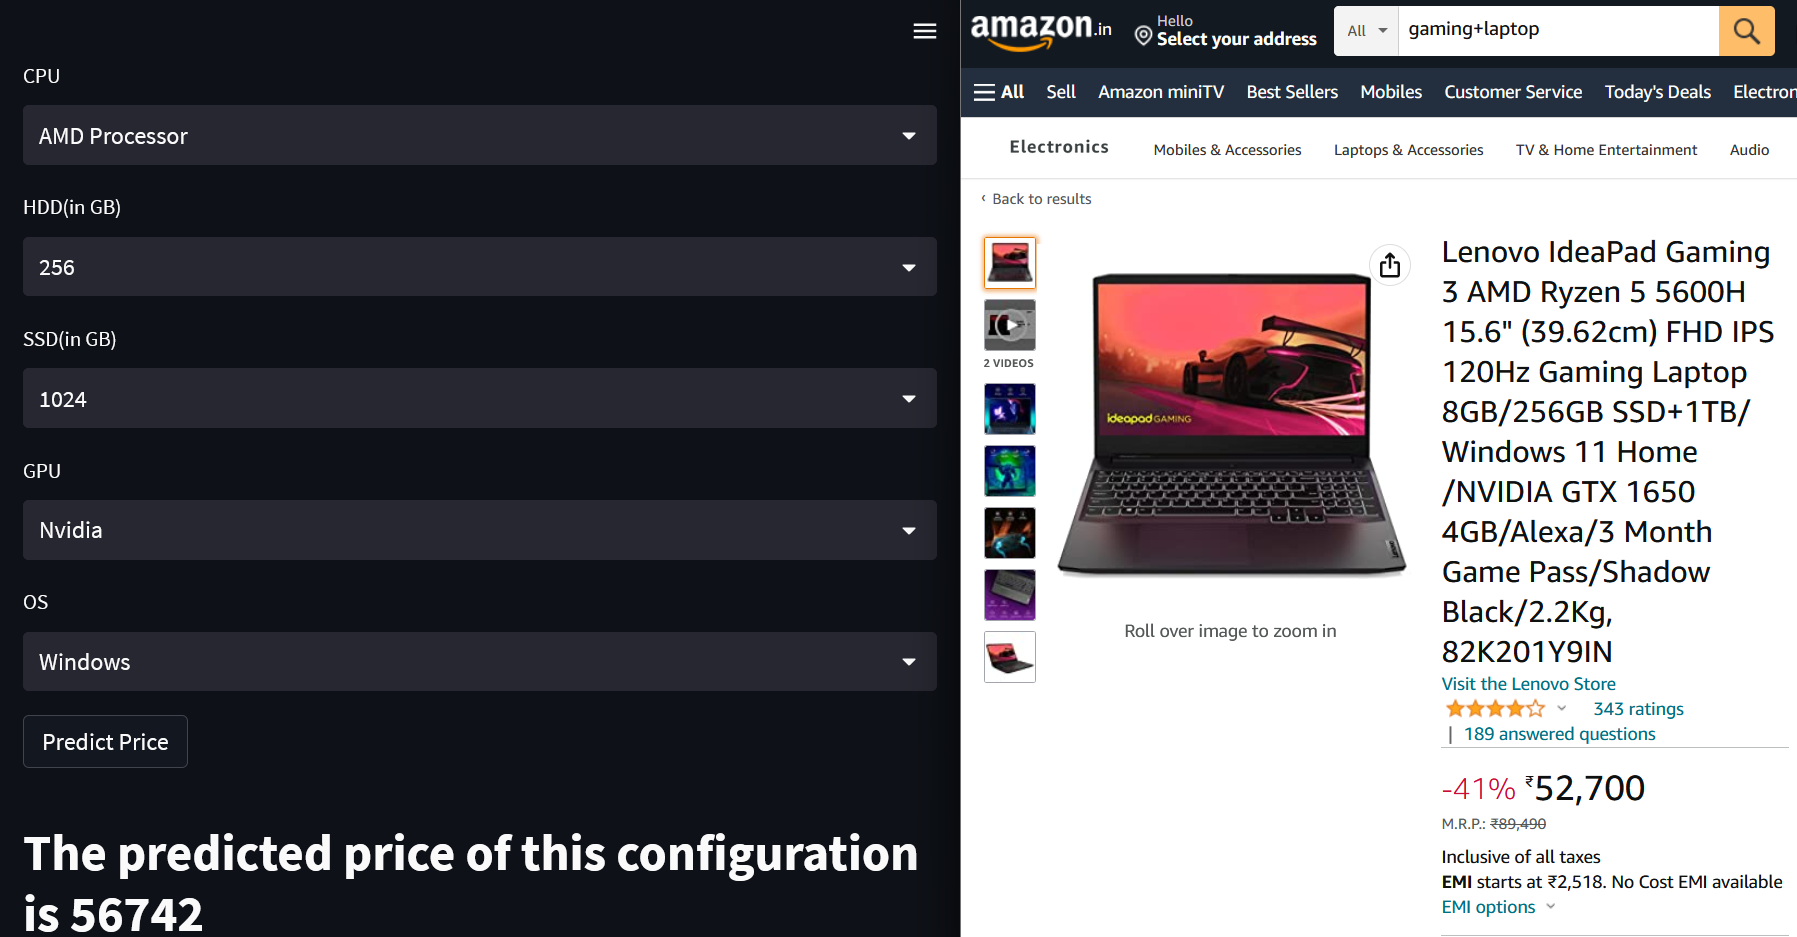 CPU
AMD Processor
HDD(in GB)
256
SSD(in GB)
1024
GPU
Nvidia
OS
Windows
Predict Price
The predicted price of this configuration
is 56742
amazon.in
Hello
Select your address
All
gaming+laptop
All Sell Amazon miniTV Best Sellers Mobiles Customer Service Today's Deals Electron
Electronics Mobiles & Accessories Laptops & Accessories TV & Home Entertainment Audio
‹ Back to results
2 VIDEOS
ideapad GAMING
Lenovo
Roll over image to zoom in
Lenovo IdeaPad Gaming
3 AMD Ryzen 5 5600H
15.6" (39.62cm) FHD IPS
120Hz Gaming Laptop
8GB/256GB SSD+1TB/
Windows 11 Home
/NVIDIA GTX 1650
4GB/Alexa/3 Month
Game Pass/Shadow
Black/2.2Kg,
82K201Y9IN
Visit the Lenovo Store
343 ratings
| 189 answered questions
-41% ₹52,700
M.R.P.: ₹89,490
Inclusive of all taxes
EMI starts at ₹2,518. No Cost EMI available
EMI options